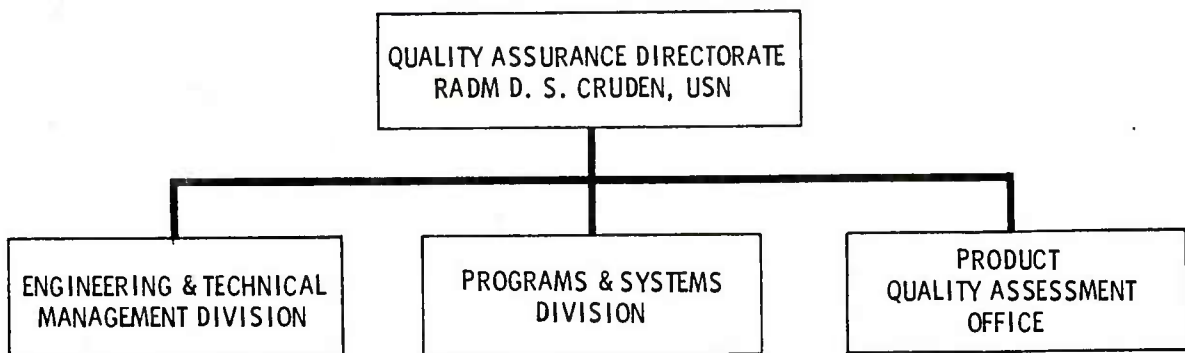 QUALITY ASSURANCE DIRECTORATE
RADM D. S. CRUDEN, USN
ENGINEERING & TECHNICAL
MANAGEMENT DIVISION
PROGRAMS & SYSTEMS
DIVISION
PRODUCT
QUALITY ASSESSMENT
OFFICE